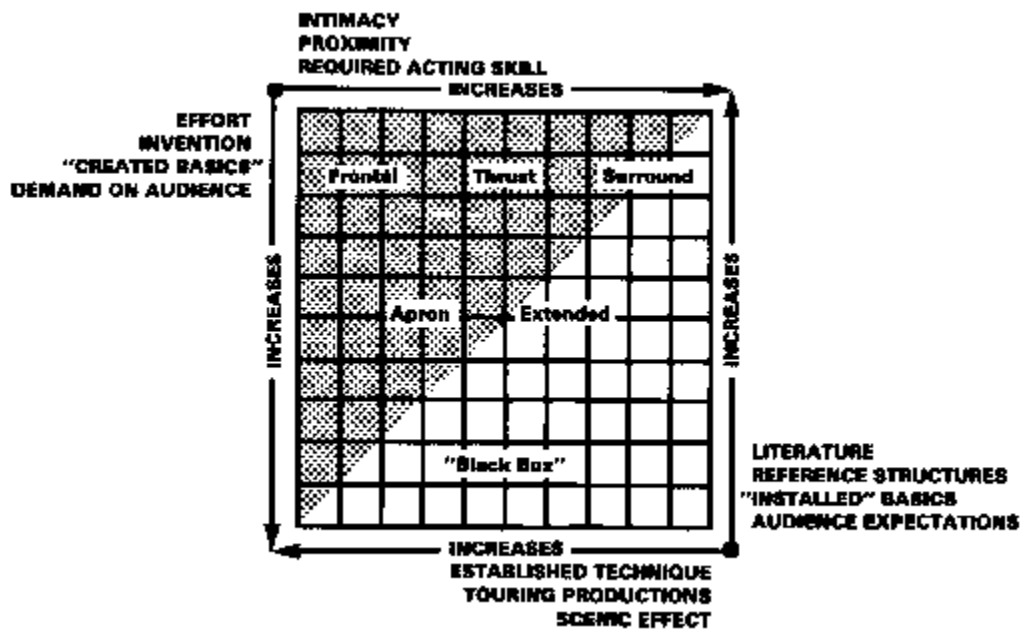 INTIMACY
PROXIMITY
REQUIRED ACTING SKILL
INCREASES
EFFORT
INVENTION
"CREATED BASICS"
DEMAND ON AUDIENCE
Frontal Thrust Surround
INCREASES
INCREASES
Apron Extended
"Black Box"
LITERATURE
REFERENCE STRUCTURES
"INSTALLED" BASICS
AUDIENCE EXPECTATIONS
INCREASES
ESTABLISHED TECHNIQUE
TOURING PRODUCTIONS
SCENIC EFFECT